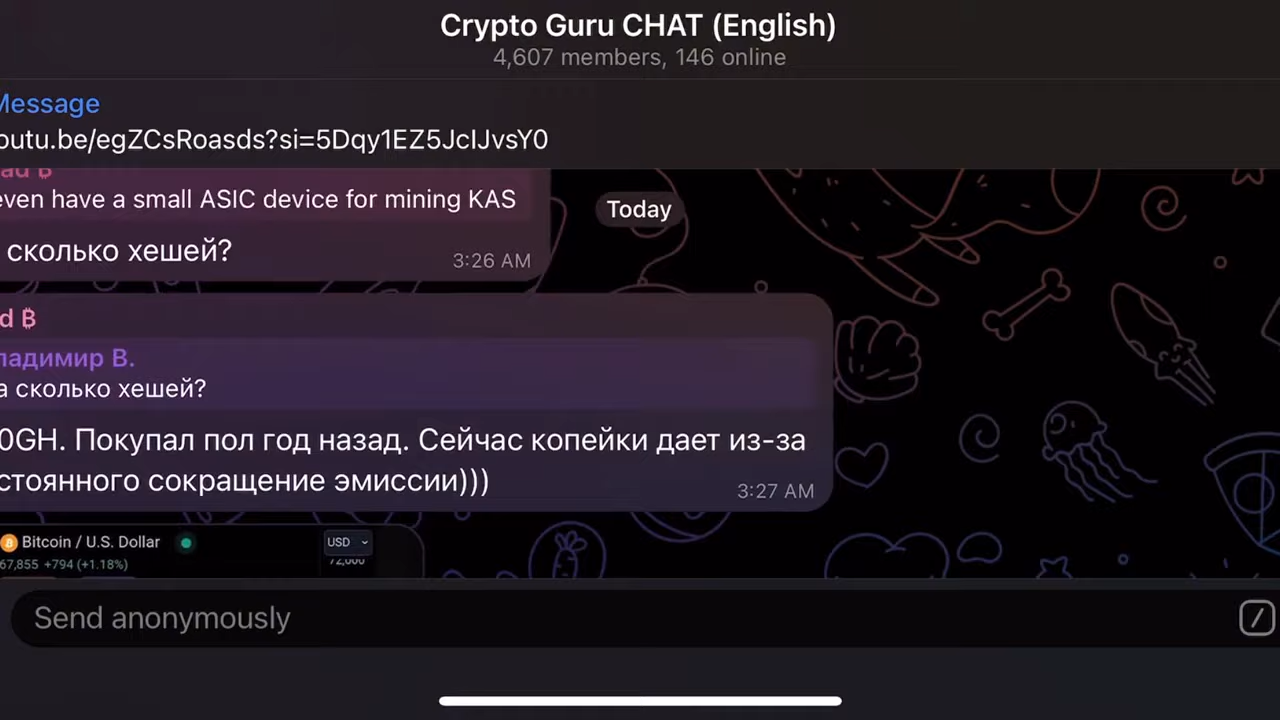 Crypto Guru CHAT (English)
4,607 members, 146 online
Message
outu.be/egZCsRoasds?si=5Dqy1EZ5JcIJvsY0
ad ₿
even have a small ASIC device for mining KAS
Today
сколько хешей?
3:26 AM
d ₿
ладимир В.
а сколько хешей?
0GH. Покупал пол год назад. Сейчас копейки дает из-за
стоянного сокращение эмиссии)))
3:27 AM
Bitcoin / U.S. Dollar
USD
67,855 +794 (+1.18%)
72,000
Send anonymously